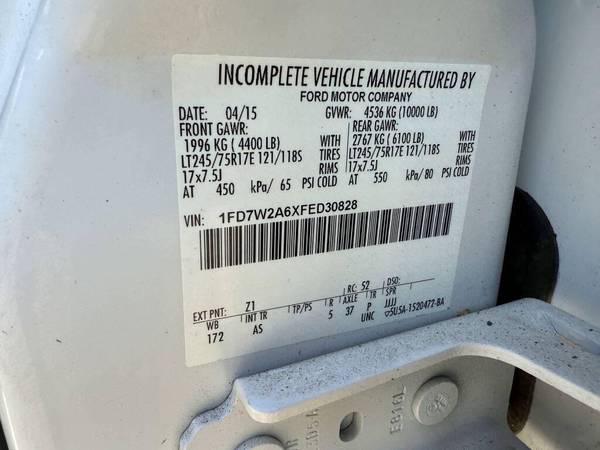 INCOMPLETE VEHICLE MANUFACTURED BY
FORD MOTOR COMPANY
DATE: 04/15 GVWR: 4536 KG (10000 LB)
FRONT GAWR: REAR GAWR:
1996 KG ( 4400 LB) WITH 2767 KG ( 6100 LB) WITH
LT245/75R17E 121/118S TIRES LT245/75R17E 121/118S TIRES
17x7.5J RIMS 17x7.5J RIMS
AT 450 kPa/ 65 PSI COLD AT 550 kPa/ 80 PSI COLD
VIN: 1FD7W2A6XFED30828
EXT PNT: Z1 RC: 52 DSO:
WB INT TR TP/PS R AXLE TR SPR
172 AS 5 37 P JJJJ
UNC 5U5A-1520472-BA
E816L